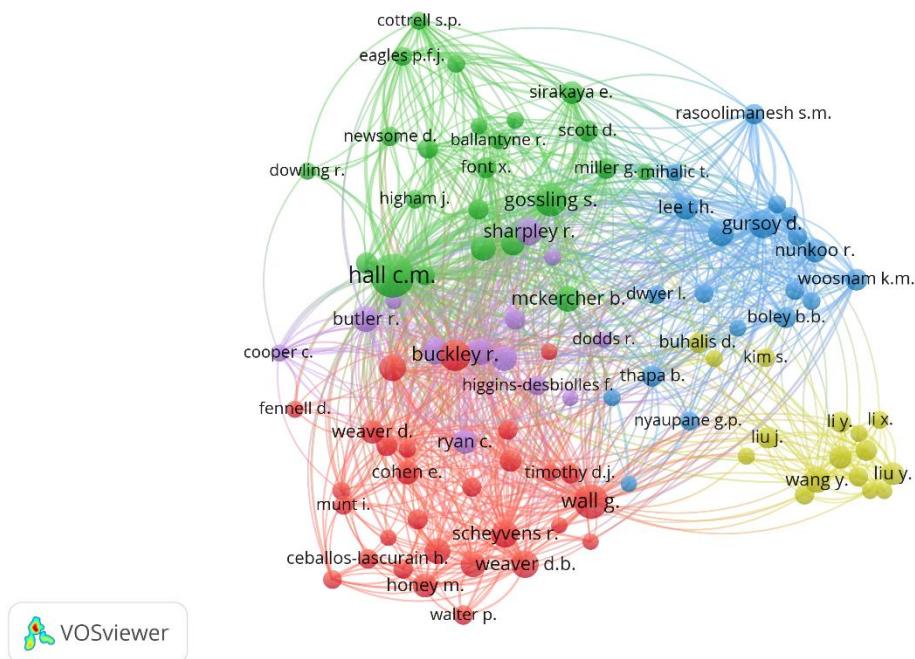 cottrell s.p.
eagles p.f.j.
sirakaya e.
rasoolimanesh s.m.
newsome d.
ballantyne r.
scott d.
dowling r.
font x.
miller g.
mihalic t.
higham j.
gossling s.
lee t.h.
gursoy d.
sharpley r.
nunkoo r.
hall c.m.
woosnam k.m.
mckercher b.
dwyer l.
butler r.
boley b.b.
dodds r.
buhalis d.
cooper c.
buckley r.
kim s.
higgins-desbiolles f.
thapa b.
fennell d.
nyaupane g.p.
li y.
li x.
weaver d.
ryan c.
liu j.
cohen e.
timothy d.j.
wang y.
liu y.
munt i.
wall g.
scheyvens r.
ceballos-lascurain h.
weaver d.b.
honey m.
walter p.
VOSviewer